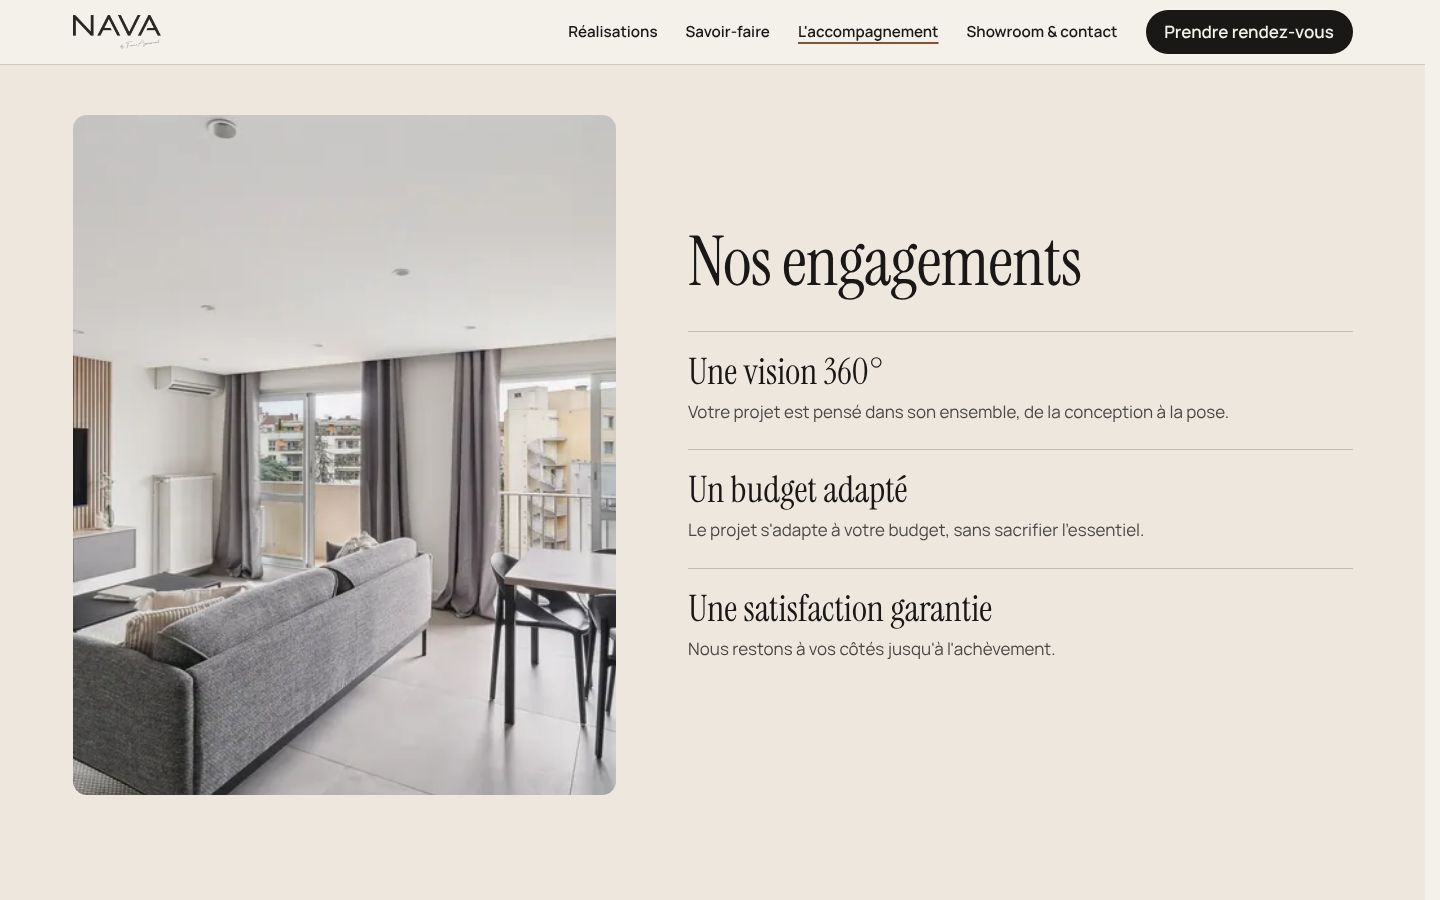 NAVA
Réalisations
Savoir-faire
L'accompagnement
Showroom & contact
Prendre rendez-vous
Nos engagements
Une vision 360°
Votre projet est pensé dans son ensemble, de la conception à la pose.
Un budget adapté
Le projet s'adapte à votre budget, sans sacrifier l'essentiel.
Une satisfaction garantie
Nous restons à vos côtés jusqu'à l'achèvement.